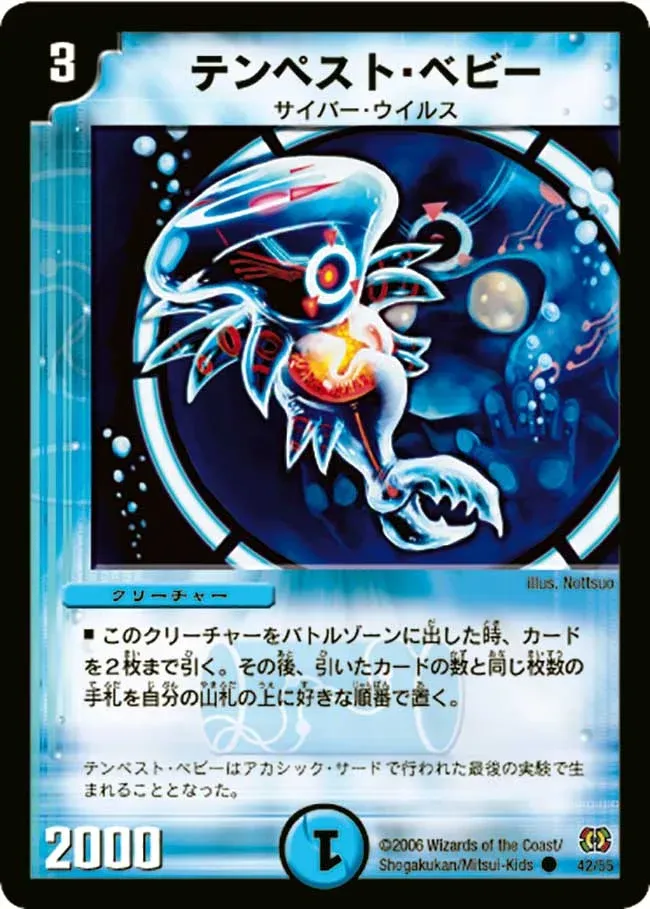 3
テンペスト・ベビー
サイバー・ウイルス
illus. Nottsuo
クリーチャー
■ このクリーチャーをバトルゾーンに出した時、カード
を2枚まで引く。その後、引いたカードの数と同じ枚数の
手札を自分の山札の上に好きな順番で置く。
テンペスト・ベビーはアカシック・サードで行われた最後の実験で生
まれることとなった。
2000
1
©2006 Wizards of the Coast/
Shogakukan/Mitsui-Kids
42/55